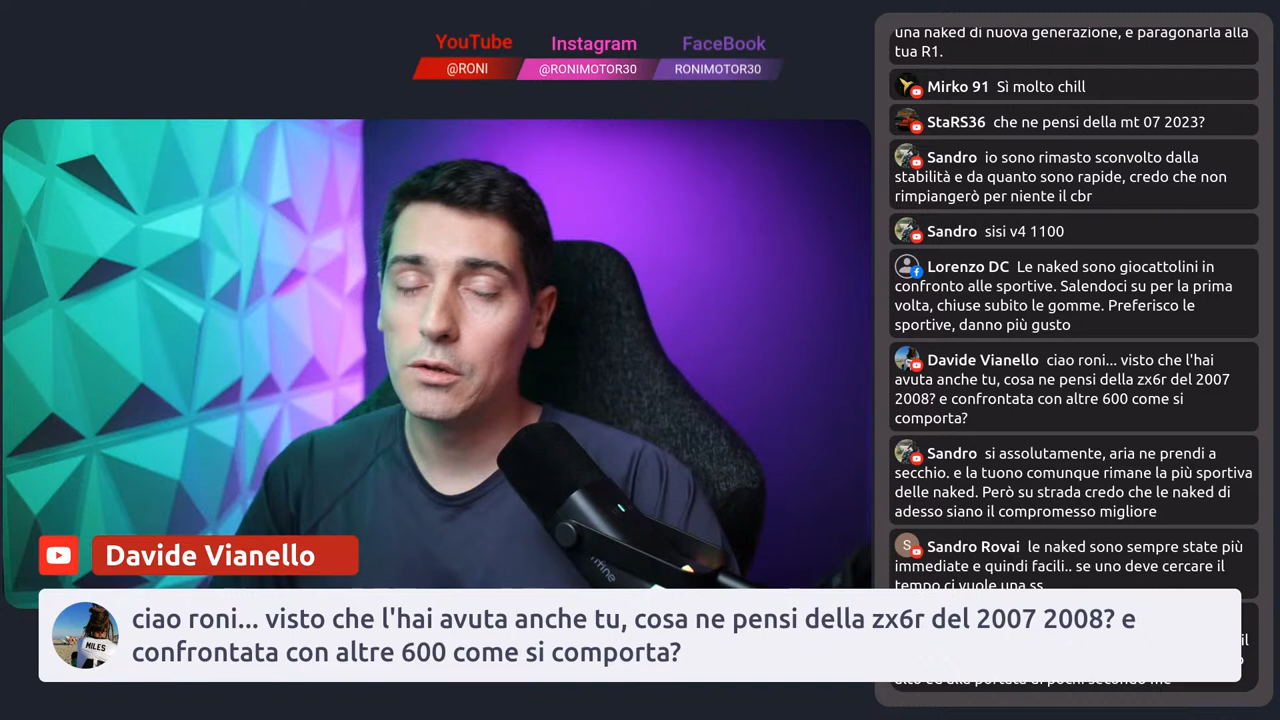 YouTube
@RONI
Instagram
@RONIMOTOR30
FaceBook
RONIMOTOR30
una naked di nuova generazione, e paragonarla alla
tua R1.
Mirko 91 Sì molto chill
StaRS36 che ne pensi della mt 07 2023?
Sandro io sono rimasto sconvolto dalla
stabilità e da quanto sono rapide, credo che non
rimpiangerò per niente il cbr
Sandro sisi v4 1100
Lorenzo DC Le naked sono giocattolini in
confronto alle sportive. Salendoci su per la prima
volta, chiuse subito le gomme. Preferisco le
sportive, danno più gusto
Davide Vianello ciao roni... visto che l'hai
avuta anche tu, cosa ne pensi della zx6r del 2007
2008? e confrontata con altre 600 come si
comporta?
Sandro si assolutamente, aria ne prendi a
secchio. e la tuono comunque rimane la più sportiva
delle naked. Però su strada credo che le naked di
adesso siano il compromesso migliore
S
Sandro Rovai le naked sono sempre state più
immediate e quindi facili.. se uno deve cercare il
tempo ci vuole una ss
Davide Vianello
MILES
ciao roni... visto che l'hai avuta anche tu, cosa ne pensi della zx6r del 2007 2008? e
confrontata con altre 600 come si comporta?